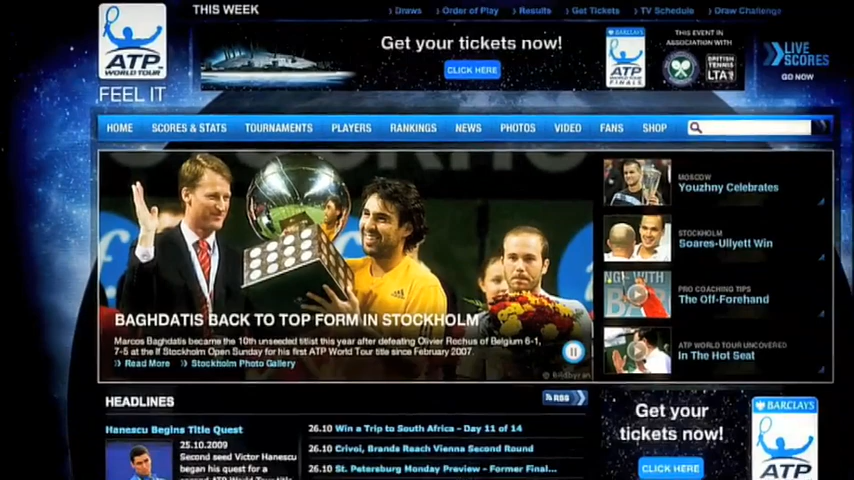 THIS WEEK
Draws
Order of Play
Results
Get Tickets
TV Schedule
Draw Challenge
ATP
WORLD TOUR
FEEL IT
Get your tickets now!
CLICK HERE
BARCLAYS
ATP
WORLD TOUR
FINALS
THIS EVENT IN
ASSOCIATION WITH
BRITISH
TENNIS
LTA
LIVE
SCORES
GO NOW
HOME SCORES & STATS TOURNAMENTS PLAYERS RANKINGS NEWS PHOTOS VIDEO FANS SHOP
BAGHDATIS BACK TO TOP FORM IN STOCKHOLM
Marcos Baghdatis became the 10th unseeded titlist this year after defeating Olivier Rochus of Belgium 6-1,
7-5 at the If Stockholm Open Sunday for his first ATP World Tour title since February 2007.
Read More
Stockholm Photo Gallery
© Bildbyran
MOSCOW
Youzhny Celebrates
STOCKHOLM
Soares-Ullyett Win
PRO COACHING TIPS
The Off-Forehand
ATP WORLD TOUR UNCOVERED
In The Hot Seat
HEADLINES
RSS
Hanescu Begins Title Quest
25.10.2009
Second seed Victor Hanescu
began his quest for a
second ATP World Tour title
26.10 Win a Trip to South Africa - Day 11 of 14
26.10 Crivoi, Brands Reach Vienna Second Round
26.10 St. Petersburg Monday Preview - Former Final...
Get your
tickets now!
CLICK HERE
BARCLAYS
ATP